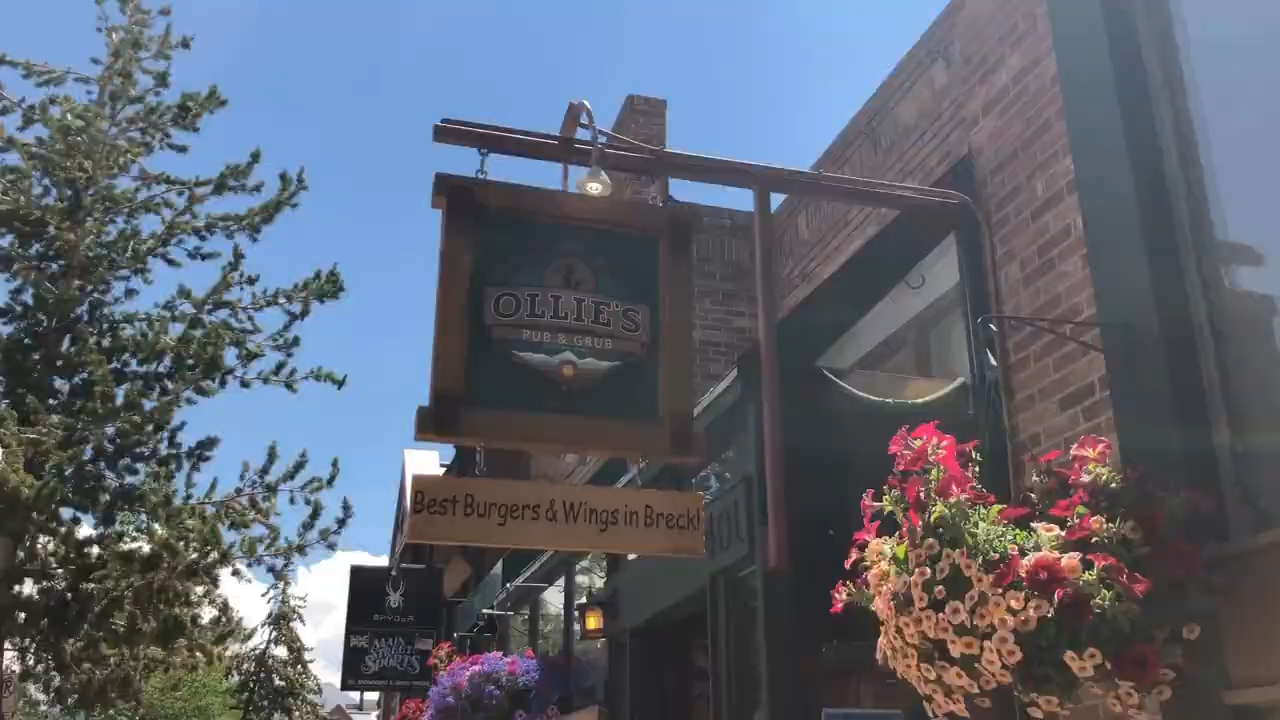 OLLIE'S
PUB & GRUB
Best Burgers & Wings in Breck!
SPYDER
MAIN
STREET
SPORTS